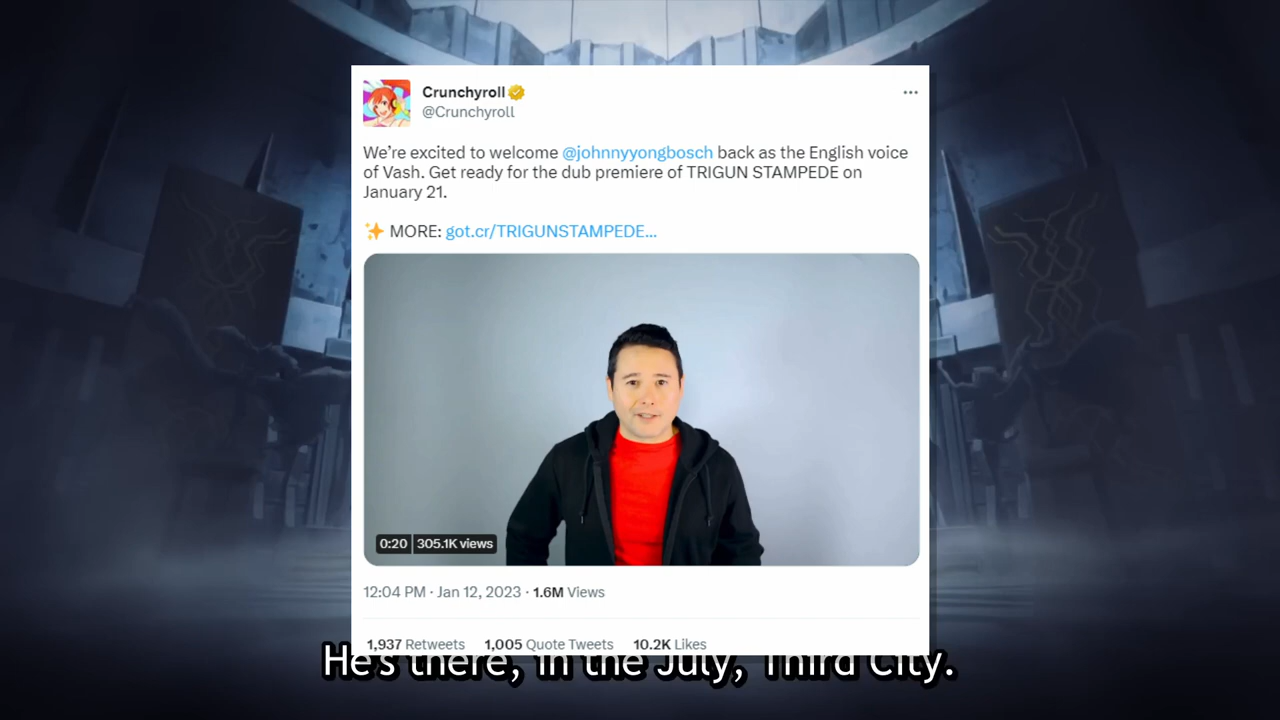 Crunchyroll
@Crunchyroll
We're excited to welcome @johnnyyongbosch back as the English voice
of Vash. Get ready for the dub premiere of TRIGUN STAMPEDE on
January 21.
✨ MORE: got.cr/TRIGUNSTAMPEDE...
0:20 305.1K views
12:04 PM · Jan 12, 2023 · 1.6M Views
1,937 Retweets 1,005 Quote Tweets 10.2K Likes
He's there, in the July, Third City.